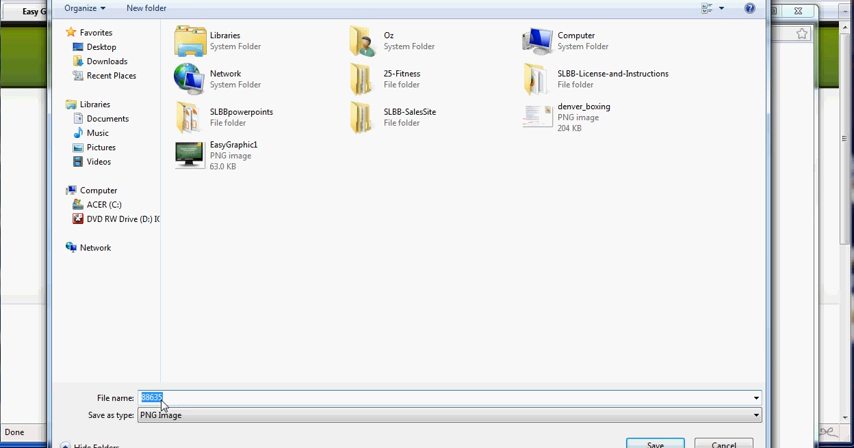 Easy G
Organize
New folder
Favorites
Desktop
Downloads
Recent Places
Libraries
Documents
Music
Pictures
Videos
Computer
ACER (C:)
DVD RW Drive (D:)
Network
Libraries
System Folder
Oz
System Folder
Computer
System Folder
Network
System Folder
25-Fitness
File folder
SLBB-License-and-Instructions
File folder
SLBBpowerpoints
File folder
SLBB-SalesSite
File folder
denver_boxing
PNG image
204 KB
EasyGraphic1
PNG image
63.0 KB
File name: 88635
Save as type: PNG Image
Hide Folders
Save
Cancel
Done